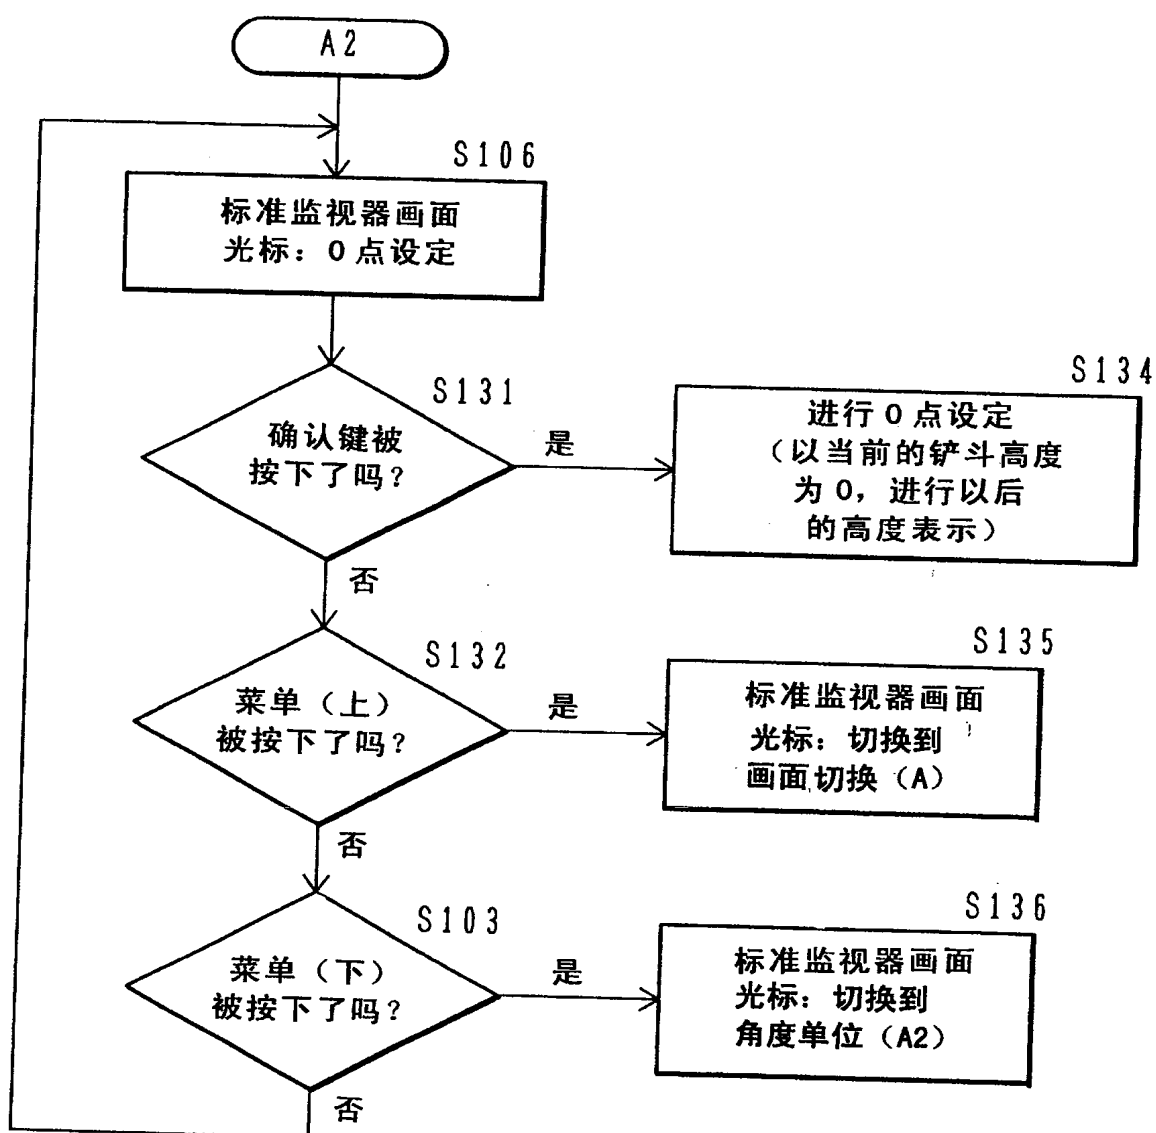 A2
S106
标准监视器画面
光标：0点设定
S131
确认键被
按下了吗？
是
S134
进行0点设定
（以当前的铲斗高度
为0，进行以后
的高度表示）
否
S132
菜单（上）
被按下了吗？
是
S135
标准监视器画面
光标：切换到
画面切换（A）
否
S103
菜单（下）
被按下了吗？
是
S136
标准监视器画面
光标：切换到
角度单位（A2）
否